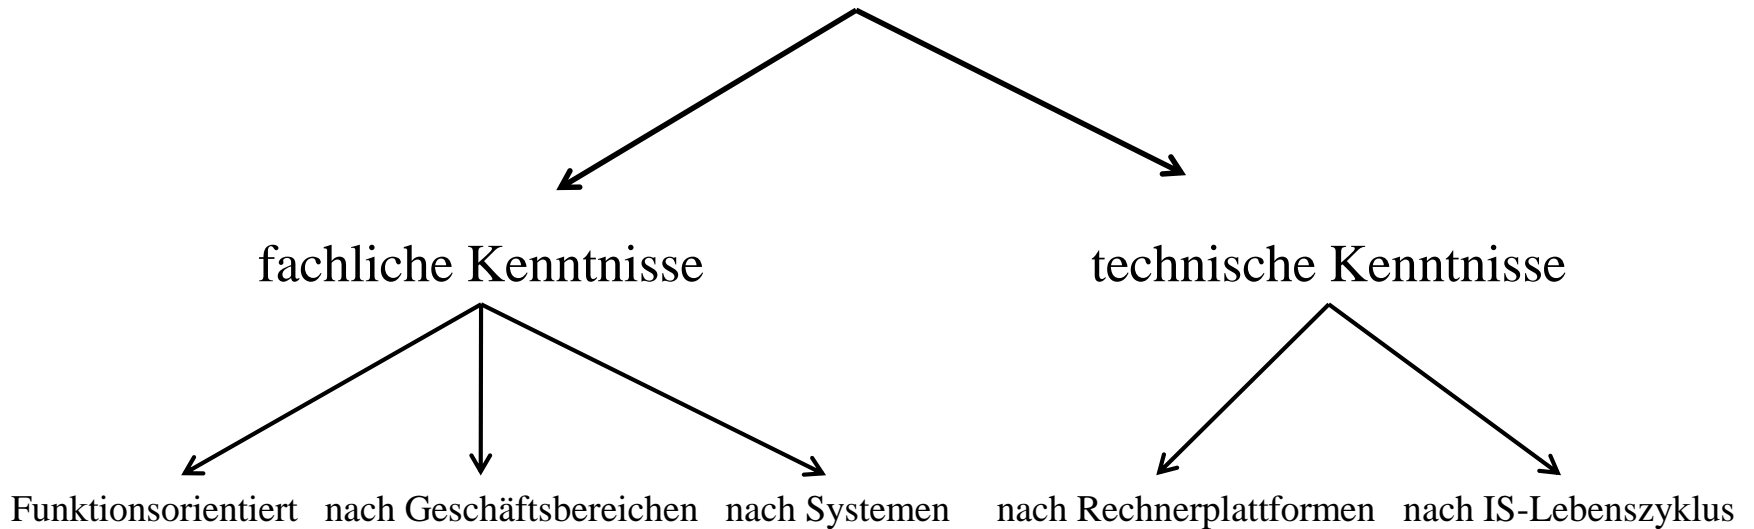 fachliche Kenntnisse technische Kenntnisse
Funktionsorientiert nach Geschäftsbereichen nach Systemen nach Rechnerplattformen nach IS-Lebenszyklus